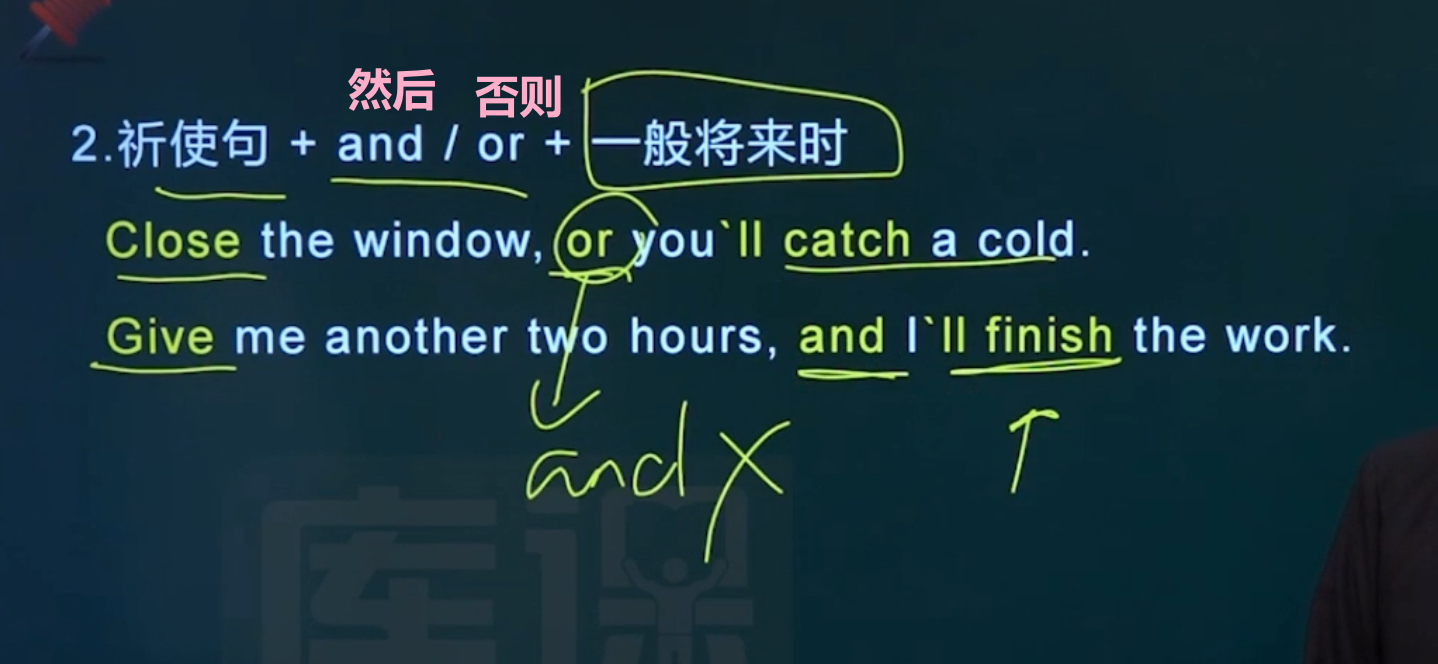 然后 否则
2.祈使句 + and / or + 一般将来时
Close the window, or you`ll catch a cold.
Give me another two hours, and I`ll finish the work.
and X
库课